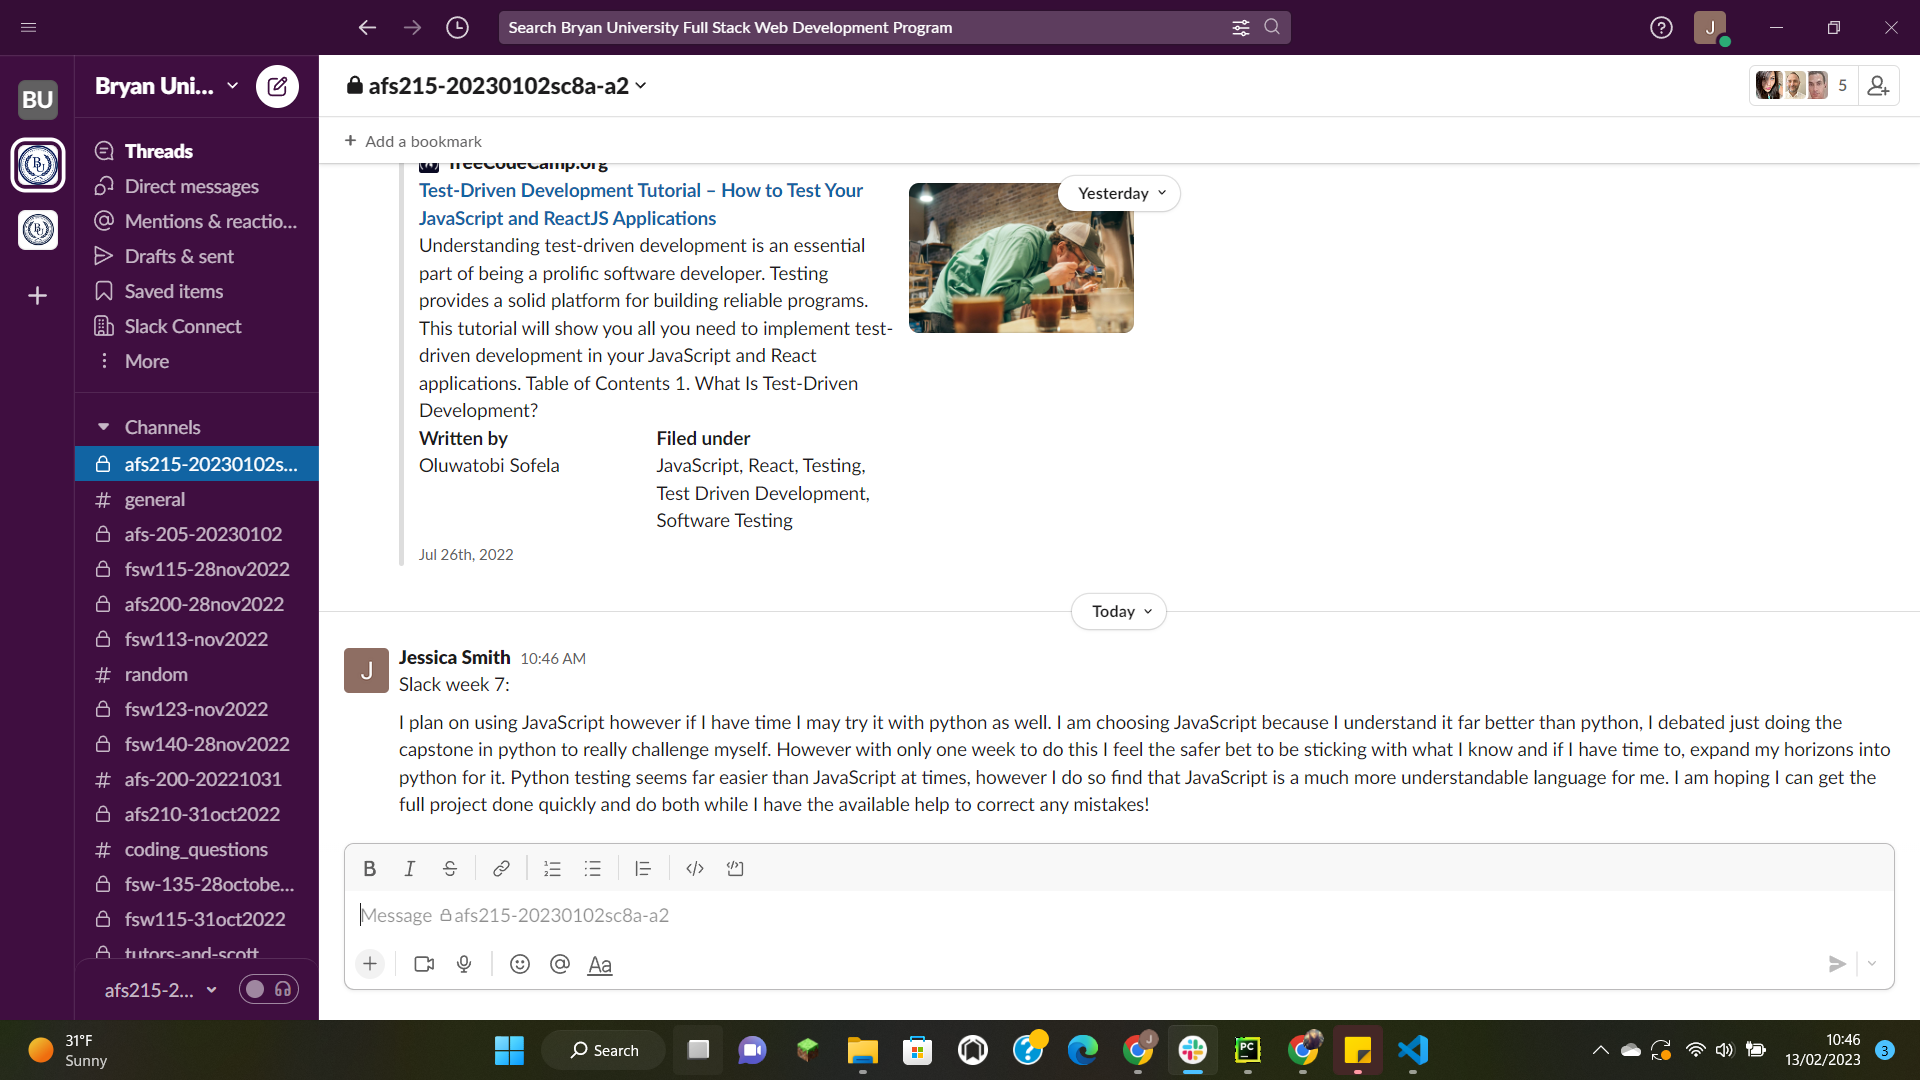 Search Bryan University Full Stack Web Development Program
J
BU
Bryan Uni...
afs215-20230102sc8a-a2
5
Threads
Direct messages
Mentions & reactio...
Drafts & sent
Saved items
Slack Connect
More
Channels
afs215-20230102s...
general
afs-205-20230102
fsw115-28nov2022
afs200-28nov2022
fsw113-nov2022
random
fsw123-nov2022
fsw140-28nov2022
afs-200-20221031
afs210-31oct2022
coding_questions
fsw-135-28octobe...
fsw115-31oct2022
tutors-and-scott
afs215-2...
Add a bookmark
freeCodeCamp.org
Yesterday
Test-Driven Development Tutorial – How to Test Your
JavaScript and ReactJS Applications
Understanding test-driven development is an essential
part of being a prolific software developer. Testing
provides a solid platform for building reliable programs.
This tutorial will show you all you need to implement test-
driven development in your JavaScript and React
applications. Table of Contents 1. What Is Test-Driven
Development?
Written by
Oluwatobi Sofela
Filed under
JavaScript, React, Testing,
Test Driven Development,
Software Testing
Jul 26th, 2022
Today
J
Jessica Smith 10:46 AM
Slack week 7:
I plan on using JavaScript however if I have time I may try it with python as well. I am choosing JavaScript because I understand it far better than python, I debated just doing the
capstone in python to really challenge myself. However with only one week to do this I feel the safer bet to be sticking with what I know and if I have time to, expand my horizons into
python for it. Python testing seems far easier than JavaScript at times, however I do so find that JavaScript is a much more understandable language for me. I am hoping I can get the
full project done quickly and do both while I have the available help to correct any mistakes!
Message afs215-20230102sc8a-a2
Aa
31°F
Sunny
Search
PC
10:46
13/02/2023
3